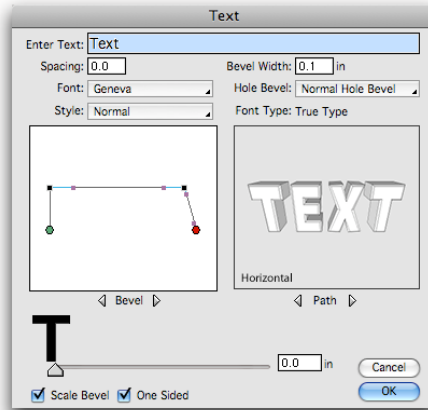 Text
Enter Text: Text
Spacing: 0.0 Bevel Width: 0.1 in
Font: Geneva Hole Bevel: Normal Hole Bevel
Style: Normal Font Type: True Type
TEXT
Horizontal
Bevel Path
T
0.0 in Cancel
Scale Bevel One Sided OK